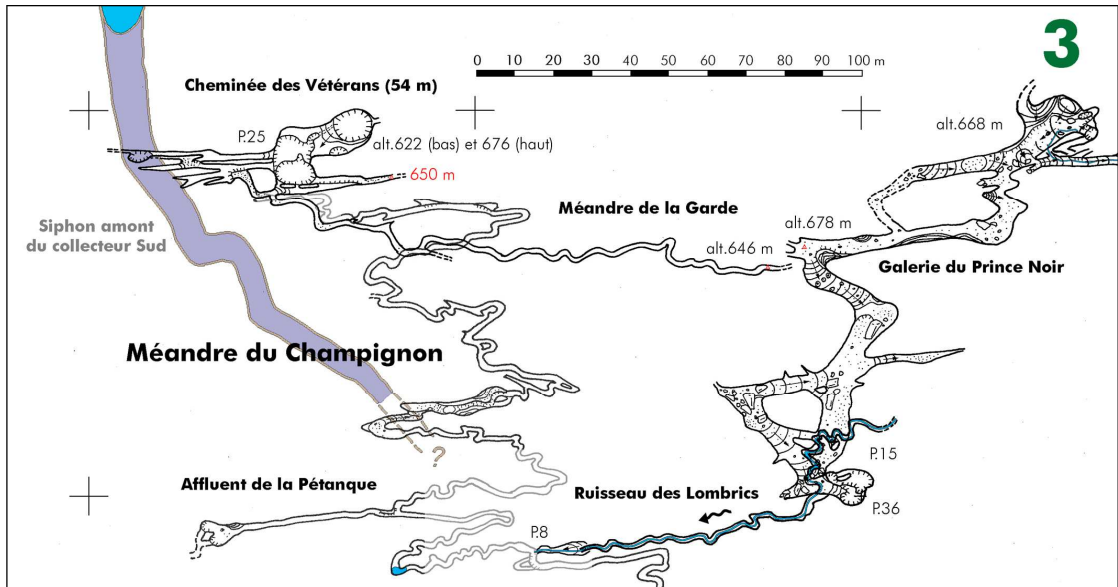 3
0 10 20 30 40 50 60 70 80 90 100 m
Cheminée des Vétérans (54 m)
P.25
alt.622 (bas) et 676 (haut)
650 m
alt.668 m
Siphon amont
du collecteur Sud
Méandre de la Garde
alt.678 m
alt.646 m
Galerie du Prince Noir
Méandre du Champignon
?
P.15
Affluent de la Pétanque
Ruisseau des Lombrics
P.36
P.8